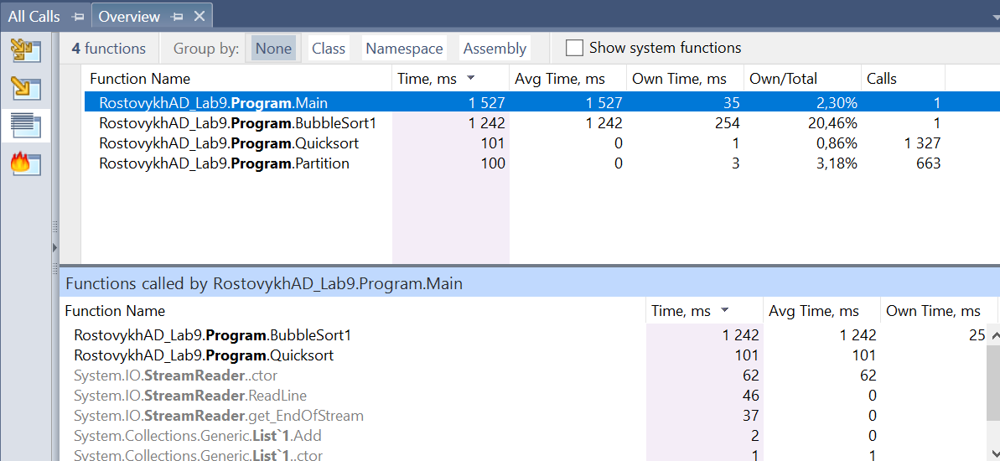 All Calls Overview
4 functions Group by: None Class Namespace Assembly Show system functions
Function Name Time, ms Avg Time, ms Own Time, ms Own/Total Calls
RostovykhAD_Lab9.Program.Main 1 527 1 527 35 2,30% 1
RostovykhAD_Lab9.Program.BubbleSort1 1 242 1 242 254 20,46% 1
RostovykhAD_Lab9.Program.Quicksort 101 0 1 0,86% 1 327
RostovykhAD_Lab9.Program.Partition 100 0 3 3,18% 663
Functions called by RostovykhAD_Lab9.Program.Main
Function Name Time, ms Avg Time, ms Own Time, ms
RostovykhAD_Lab9.Program.BubbleSort1 1 242 1 242 25
RostovykhAD_Lab9.Program.Quicksort 101 101
System.IO.StreamReader..ctor 62 62
System.IO.StreamReader.ReadLine 46 0
System.IO.StreamReader.get_EndOfStream 37 0
System.Collections.Generic.List`1.Add 2 0
System.Collections.Generic.List`1..ctor 1 1